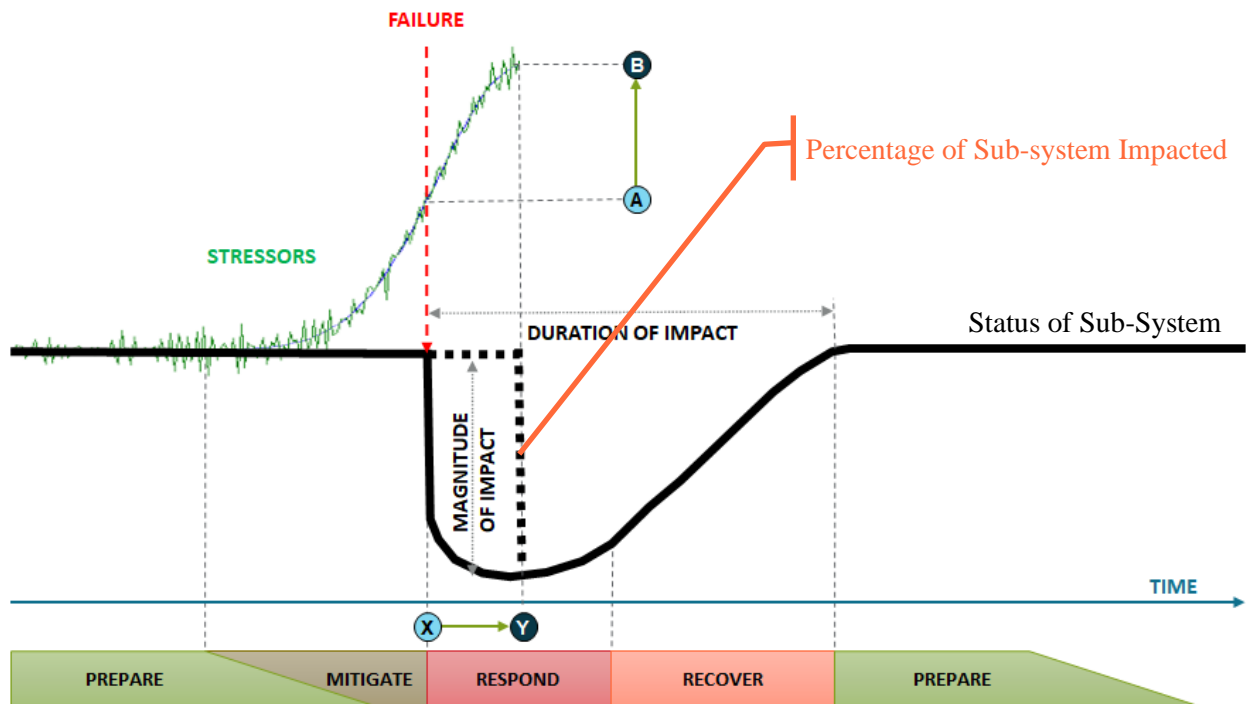 FAILURE
B
Percentage of Sub-system Impacted
A
STRESSORS
DURATION OF IMPACT
Status of Sub-System
MAGNITUDE
OF IMPACT
TIME
X
Y
PREPARE
MITIGATE
RESPOND
RECOVER
PREPARE